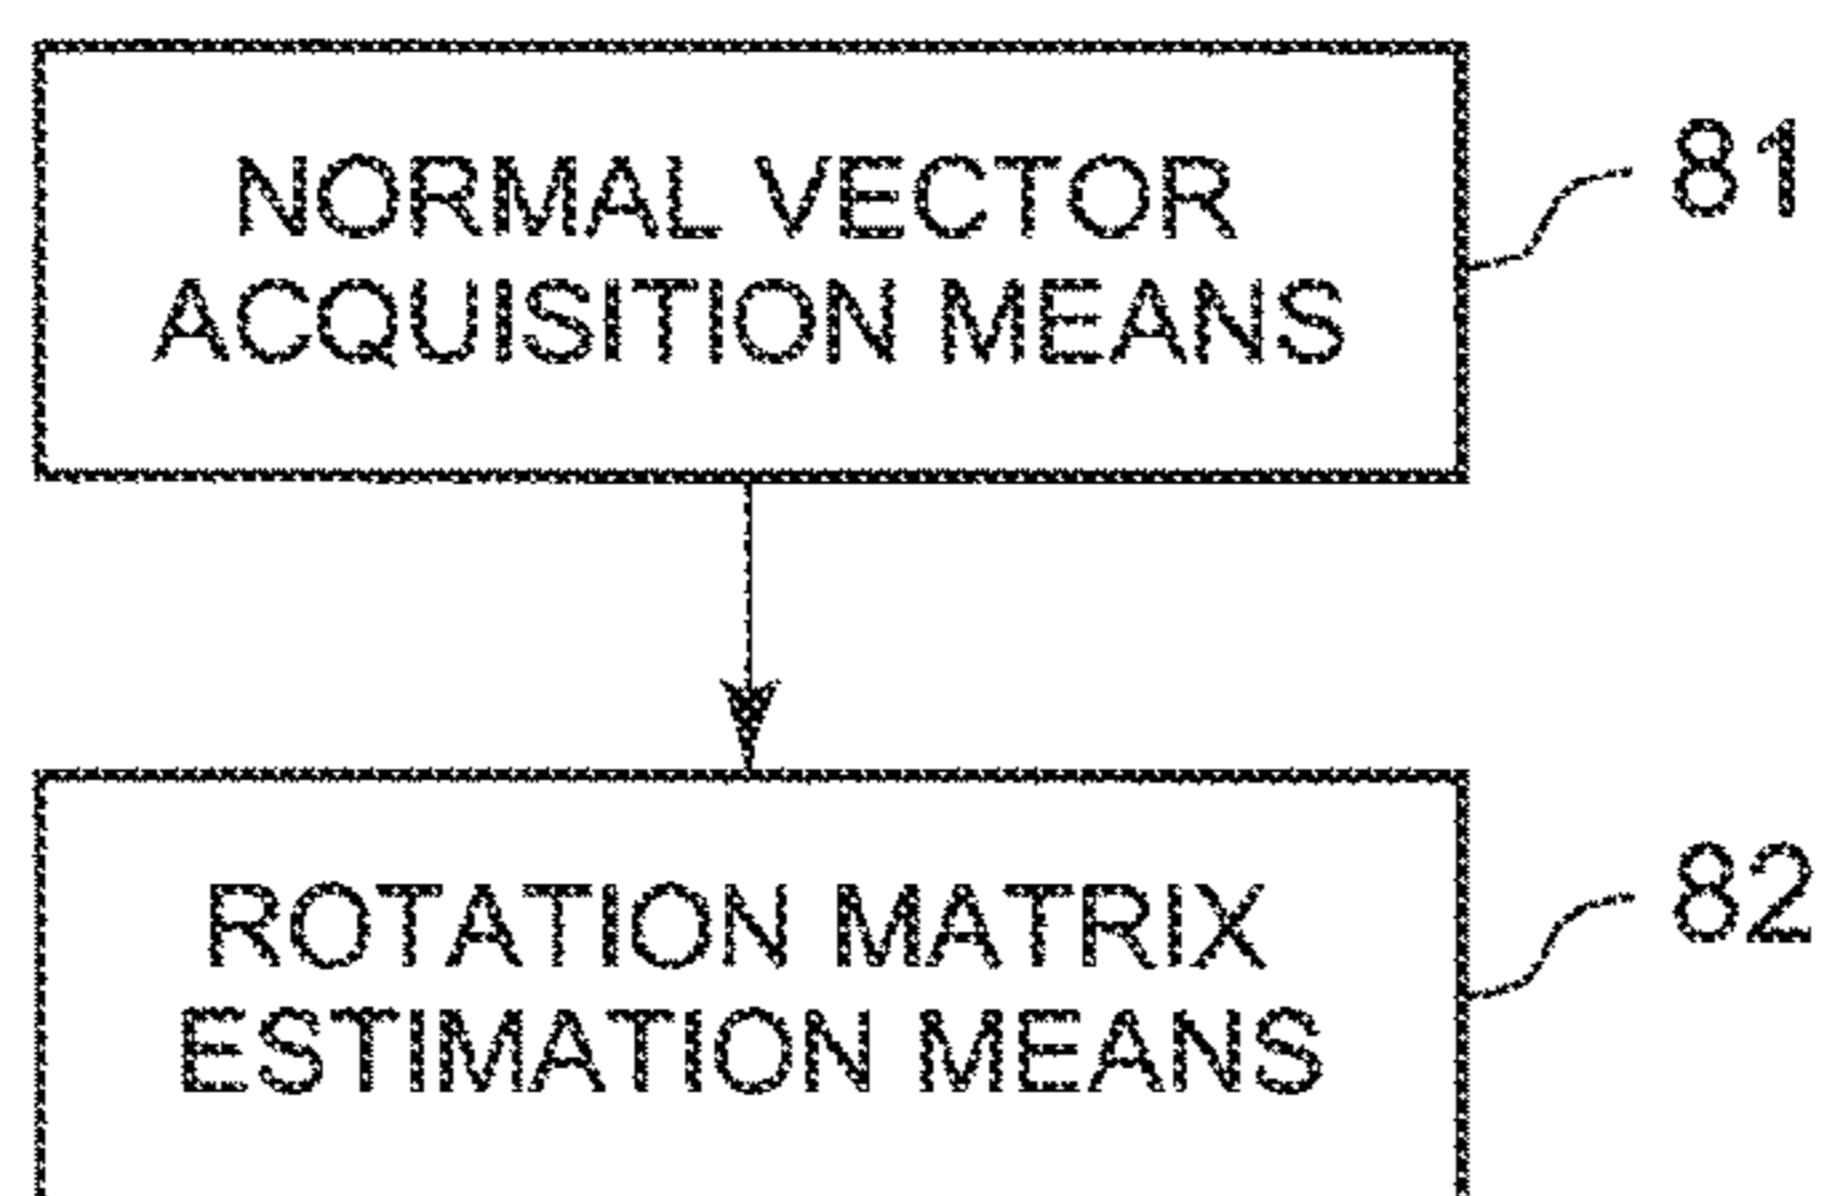 NORMAL VECTOR
ACQUISITION MEANS
81
ROTATION MATRIX
ESTIMATION MEANS
82